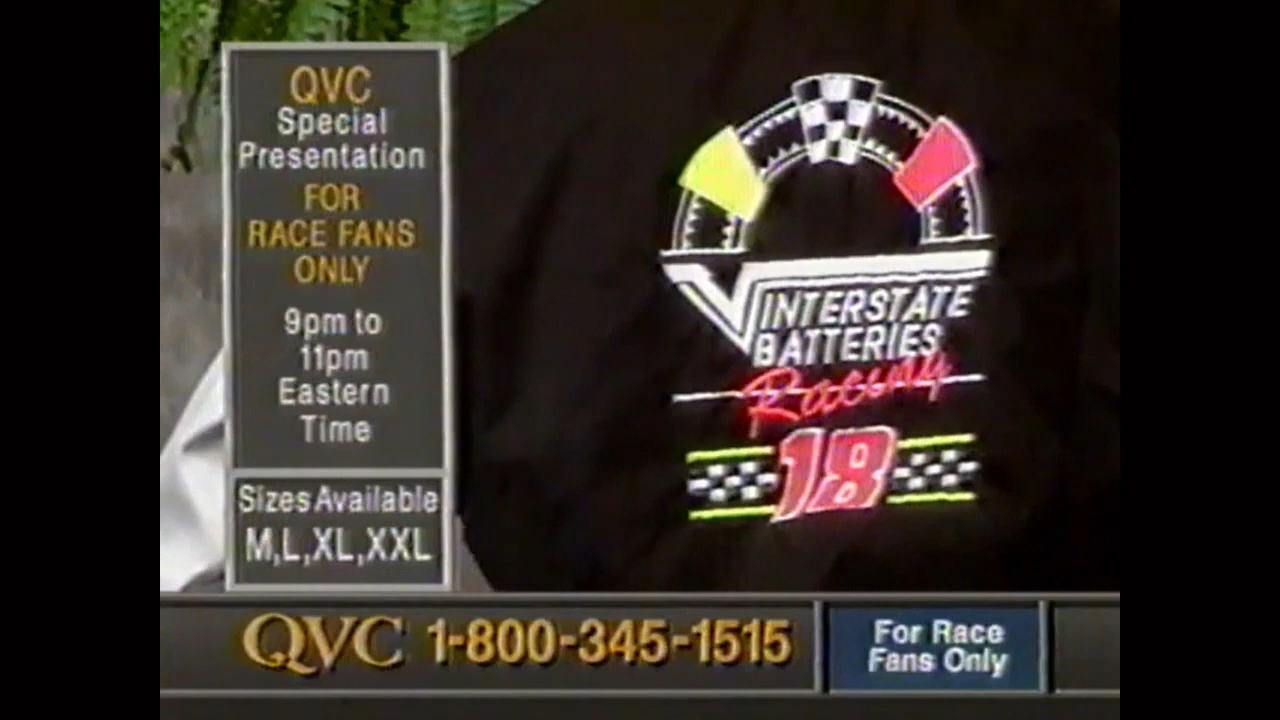 QVC
Special
Presentation
FOR
RACE FANS
ONLY
9pm to
11pm
Eastern
Time
Sizes Available
M,L,XL,XXL
INTERSTATE
BATTERIES
Racing
18
QVC 1-800-345-1515
For Race
Fans Only